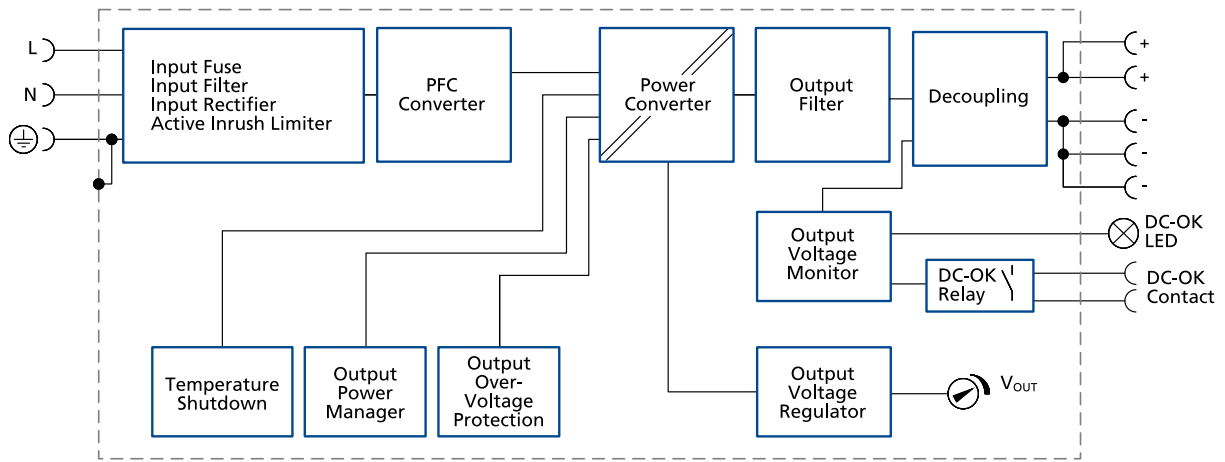 L
N
Input Fuse
Input Filter
Input Rectifier
Active Inrush Limiter
PFC
Converter
Power
Converter
Output
Filter
Decoupling
+
+
-
-
-
Output
Voltage
Monitor
DC-OK
LED
DC-OK
Relay
DC-OK
Contact
Temperature
Shutdown
Output
Power
Manager
Output
Over-
Voltage
Protection
Output
Voltage
Regulator
VOUT